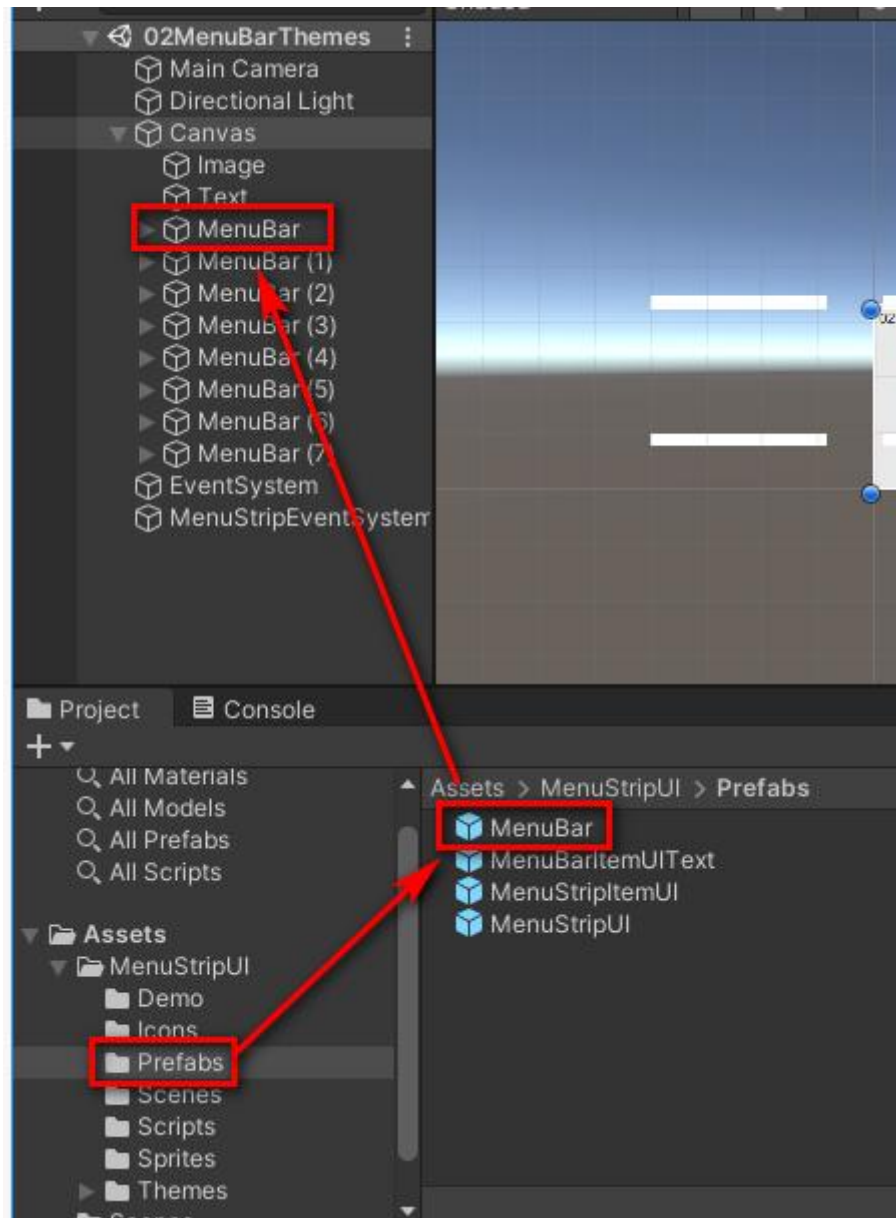 02MenuBarThemes
Main Camera
Directional Light
Canvas
Image
Text
MenuBar
MenuBar (1)
MenuBar (2)
MenuBar (3)
MenuBar (4)
MenuBar (5)
MenuBar (6)
MenuBar (7)
EventSystem
MenuStripEventSystem
02
Project Console
All Materials
All Models
All Prefabs
All Scripts
Assets
MenuStripUI
Demo
Icons
Prefabs
Scenes
Scripts
Sprites
Themes
Assets > MenuStripUI > Prefabs
MenuBar
MenuBarItemUIText
MenuStripItemUI
MenuStripUI